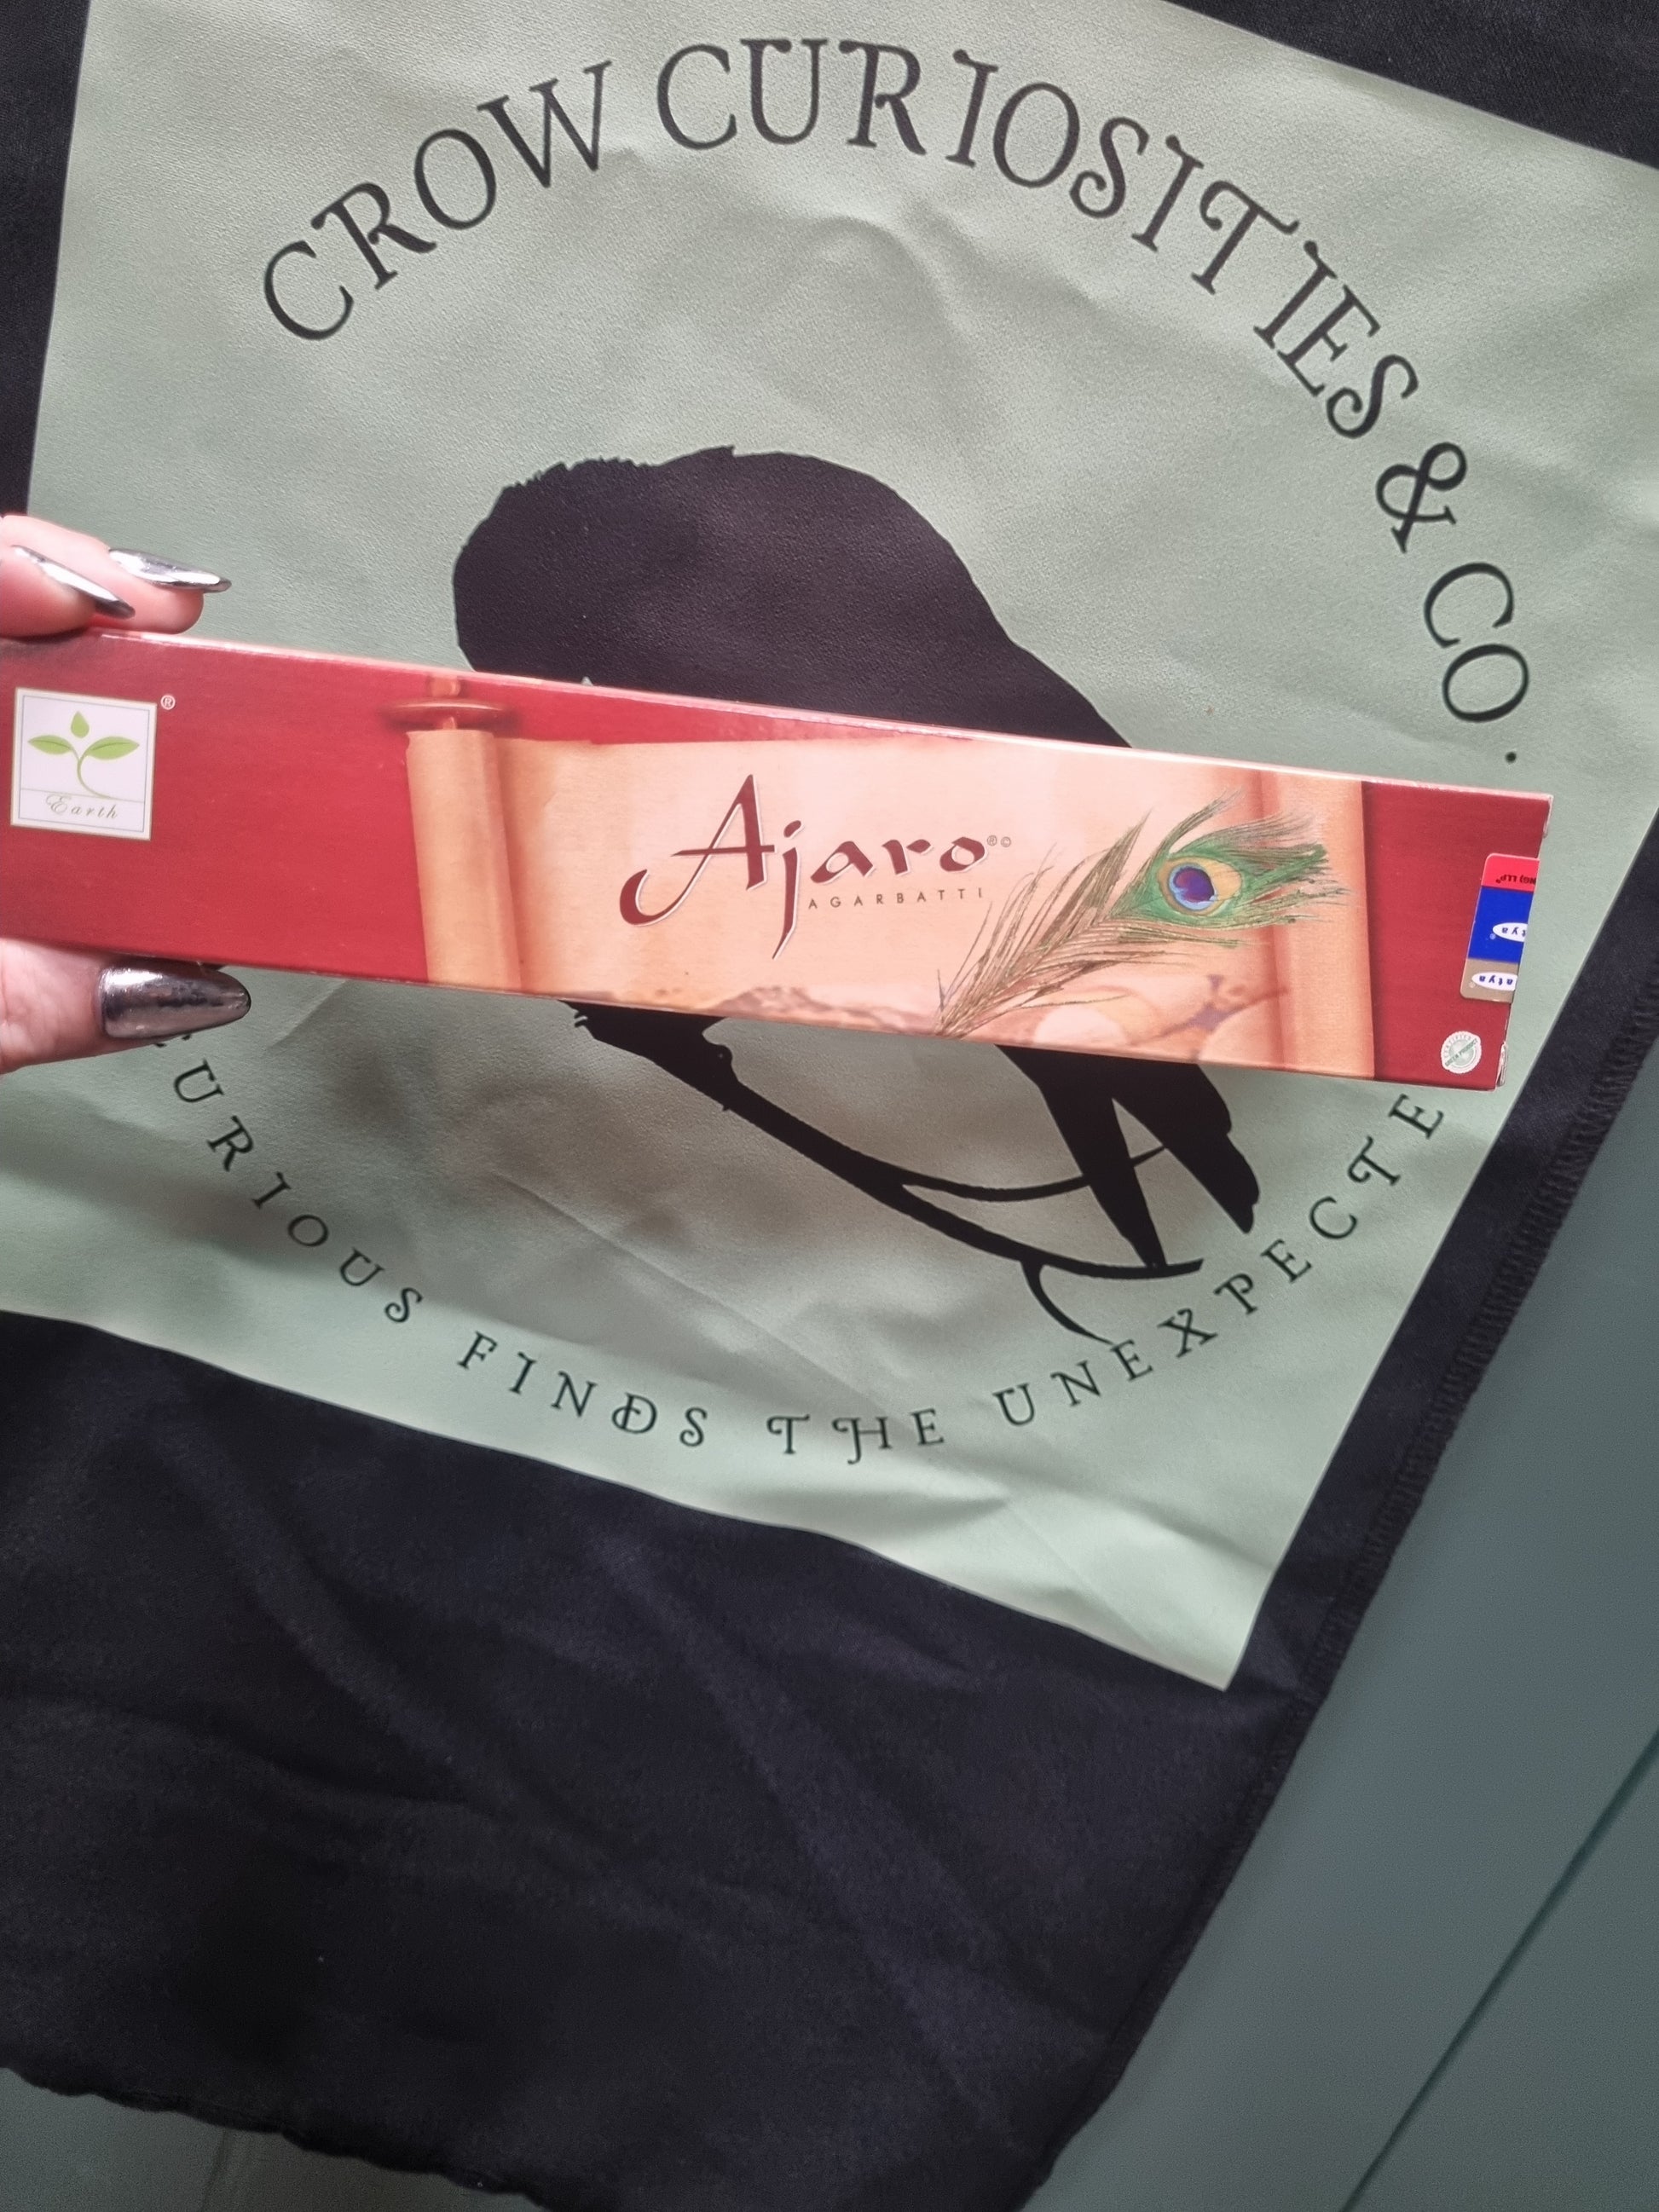 CROW CURIOSITIES & CO.
Earth
®
Ajaro®©
AGARBATTI
CURIOUS FINDS THE UNEXPECTE